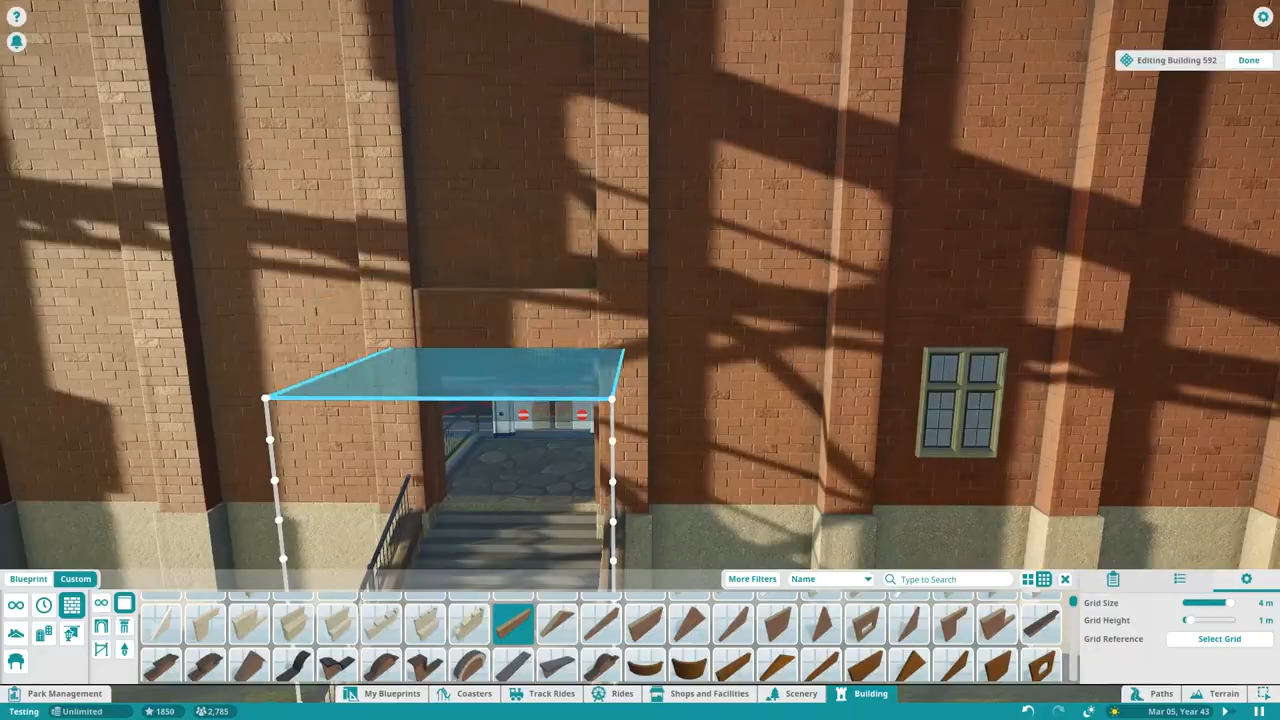 ?
Editing Building 592 Done
Blueprint Custom
More Filters Name Type to Search
Grid Size 4 m
Grid Height 1 m
Grid Reference Select Grid
Park Management My Blueprints Coasters Track Rides Rides Shops and Facilities Scenery Building Paths Terrain
Testing Unlimited 1850 2,785 Mar 05, Year 43